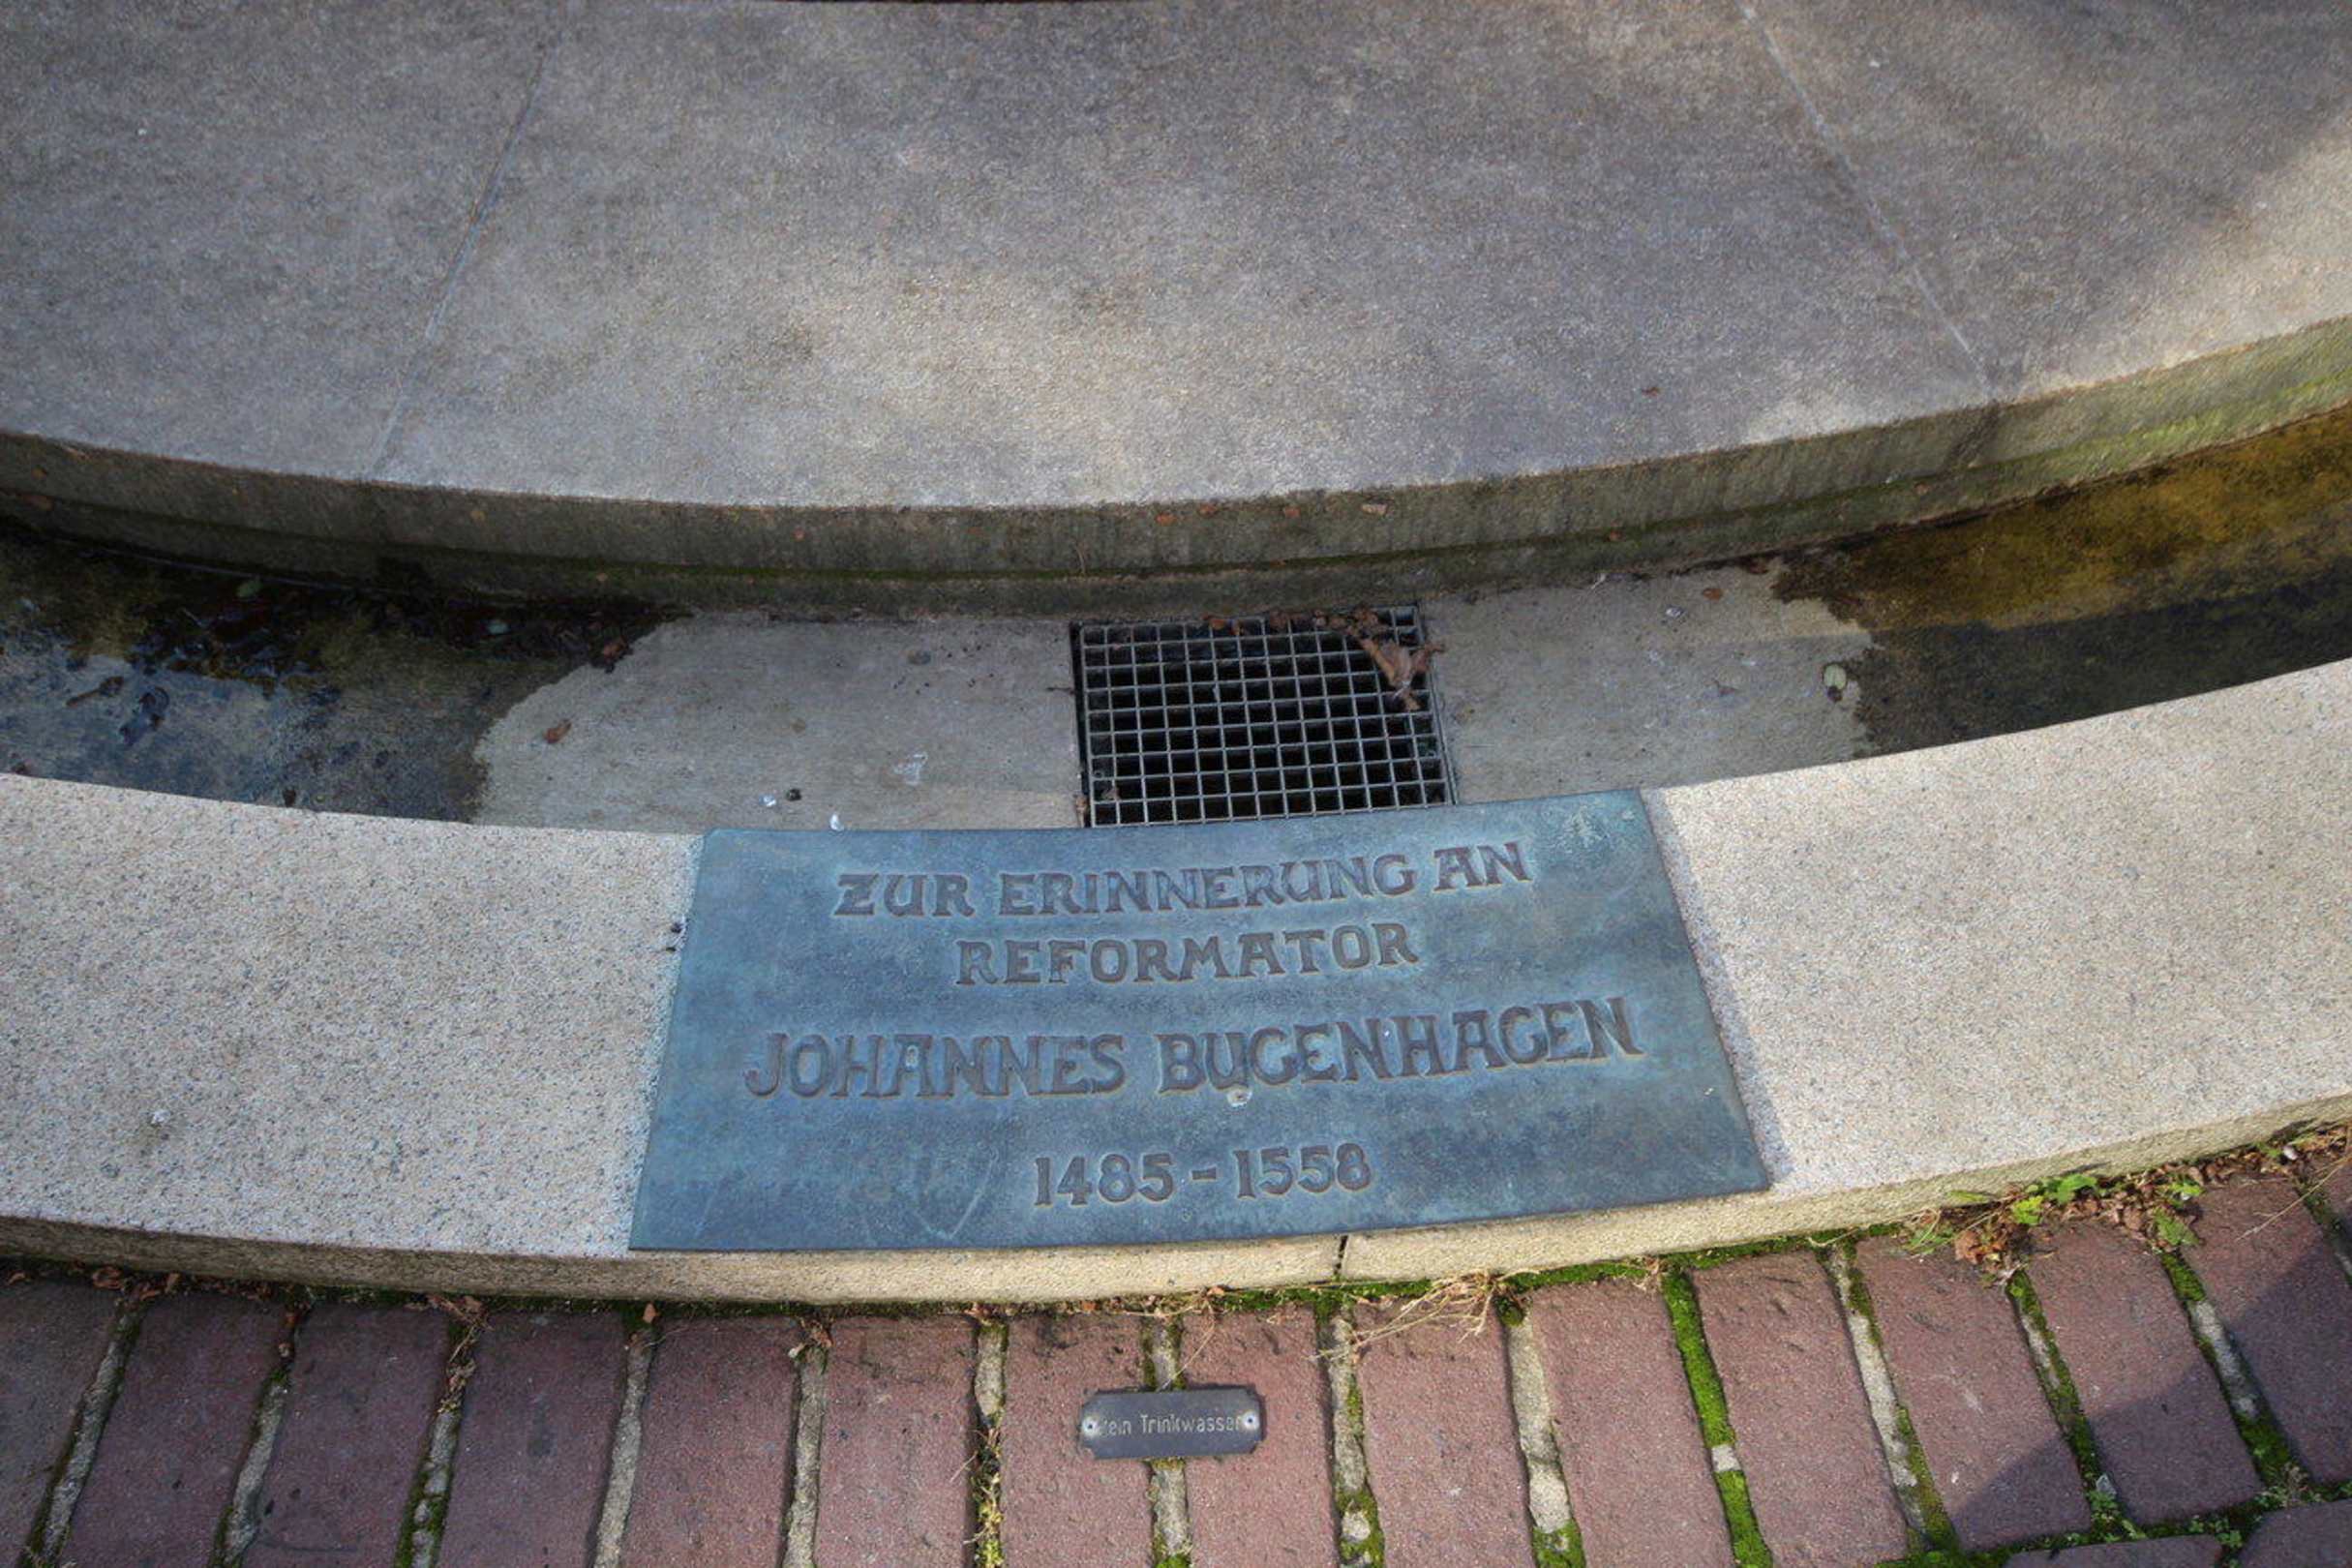 ZUR ERINNERUNG AN
REFORMATOR
JOHANNES BUGENHAGEN
1485-1558
Kein Trinkwasser